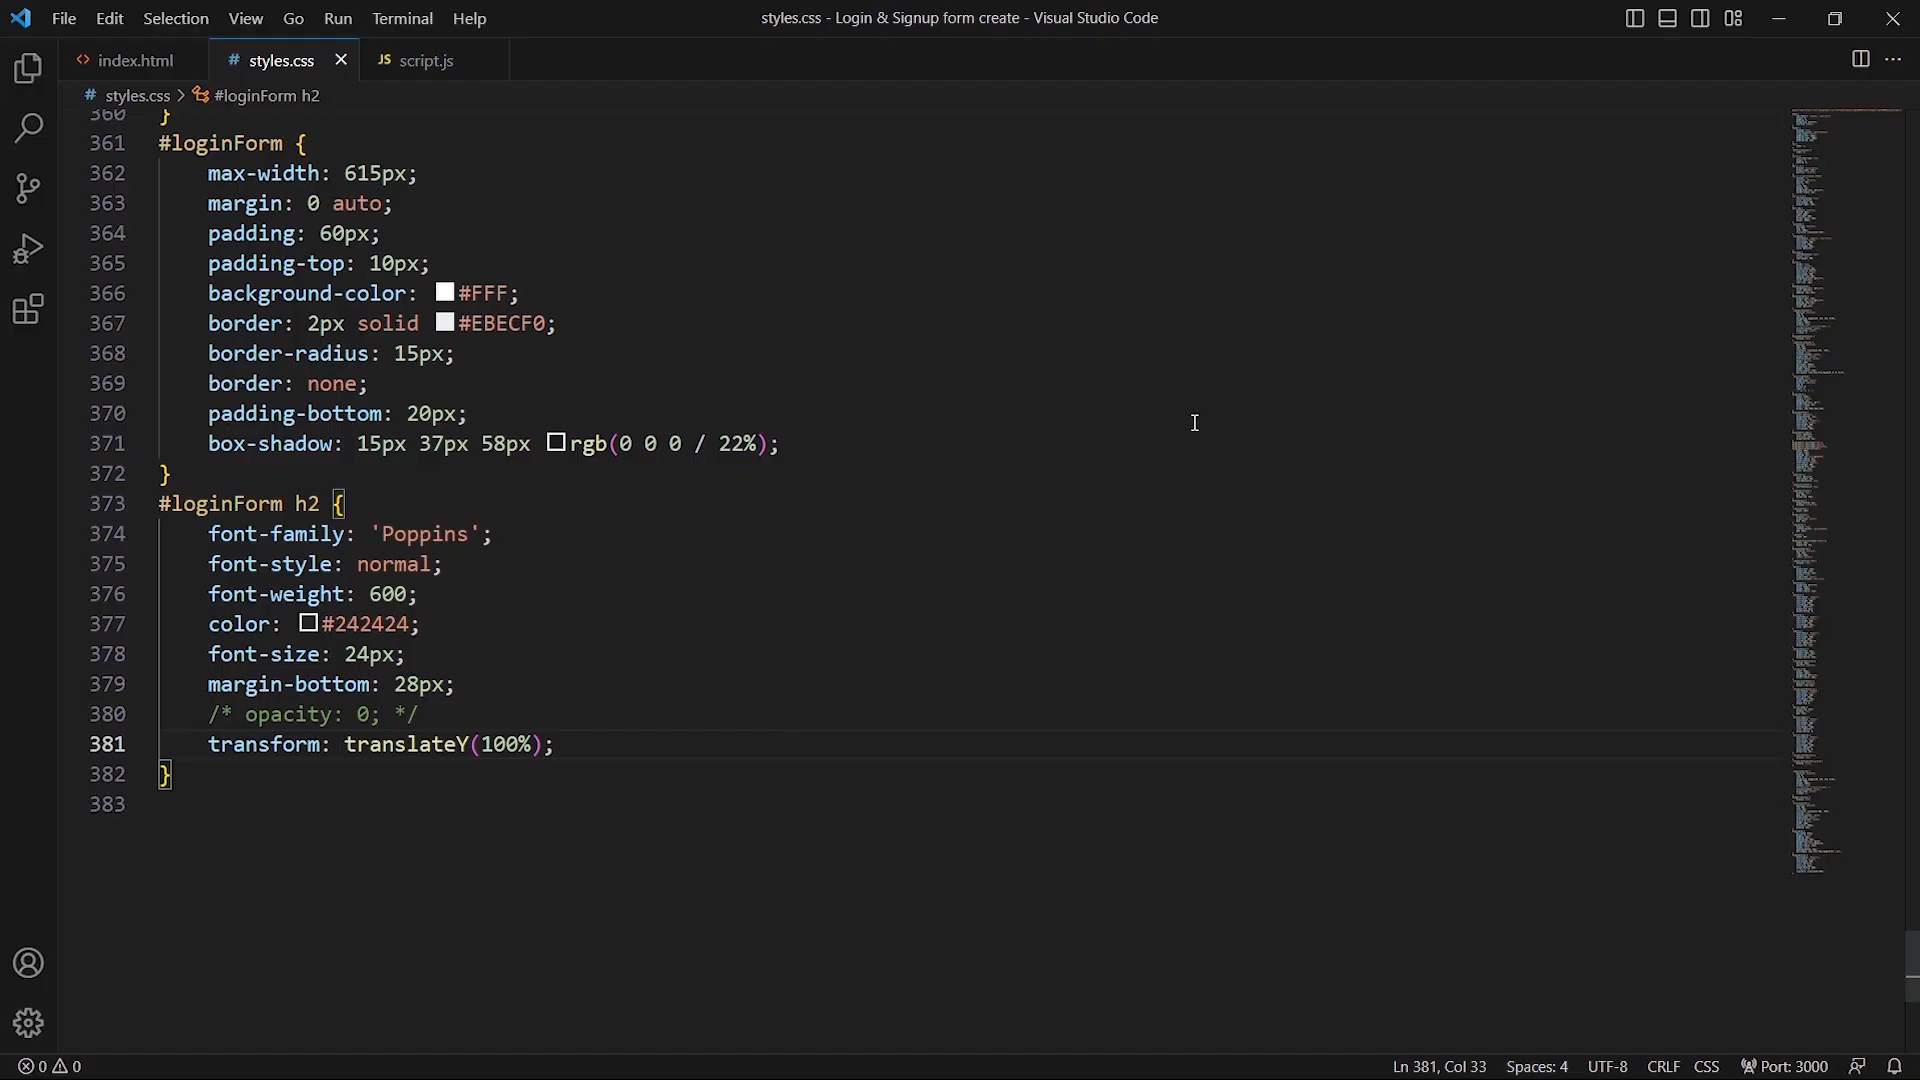 File Edit Selection View Go Run Terminal Help
styles.css - Login & Signup form create - Visual Studio Code
<> index.html
# styles.css ×
JS script.js
# styles.css > #loginForm h2
360 }
361 #loginForm {
362 max-width: 615px;
363 margin: 0 auto;
364 padding: 60px;
365 padding-top: 10px;
366 background-color: #FFF;
367 border: 2px solid #EBECF0;
368 border-radius: 15px;
369 border: none;
370 padding-bottom: 20px;
371 box-shadow: 15px 37px 58px rgb(0 0 0 / 22%);
372 }
373 #loginForm h2 {
374 font-family: 'Poppins';
375 font-style: normal;
376 font-weight: 600;
377 color: #242424;
378 font-size: 24px;
379 margin-bottom: 28px;
380 /* opacity: 0; */
381 transform: translateY(100%);
382 }
383
0 0
Ln 381, Col 33 Spaces: 4 UTF-8 CRLF CSS Port: 3000